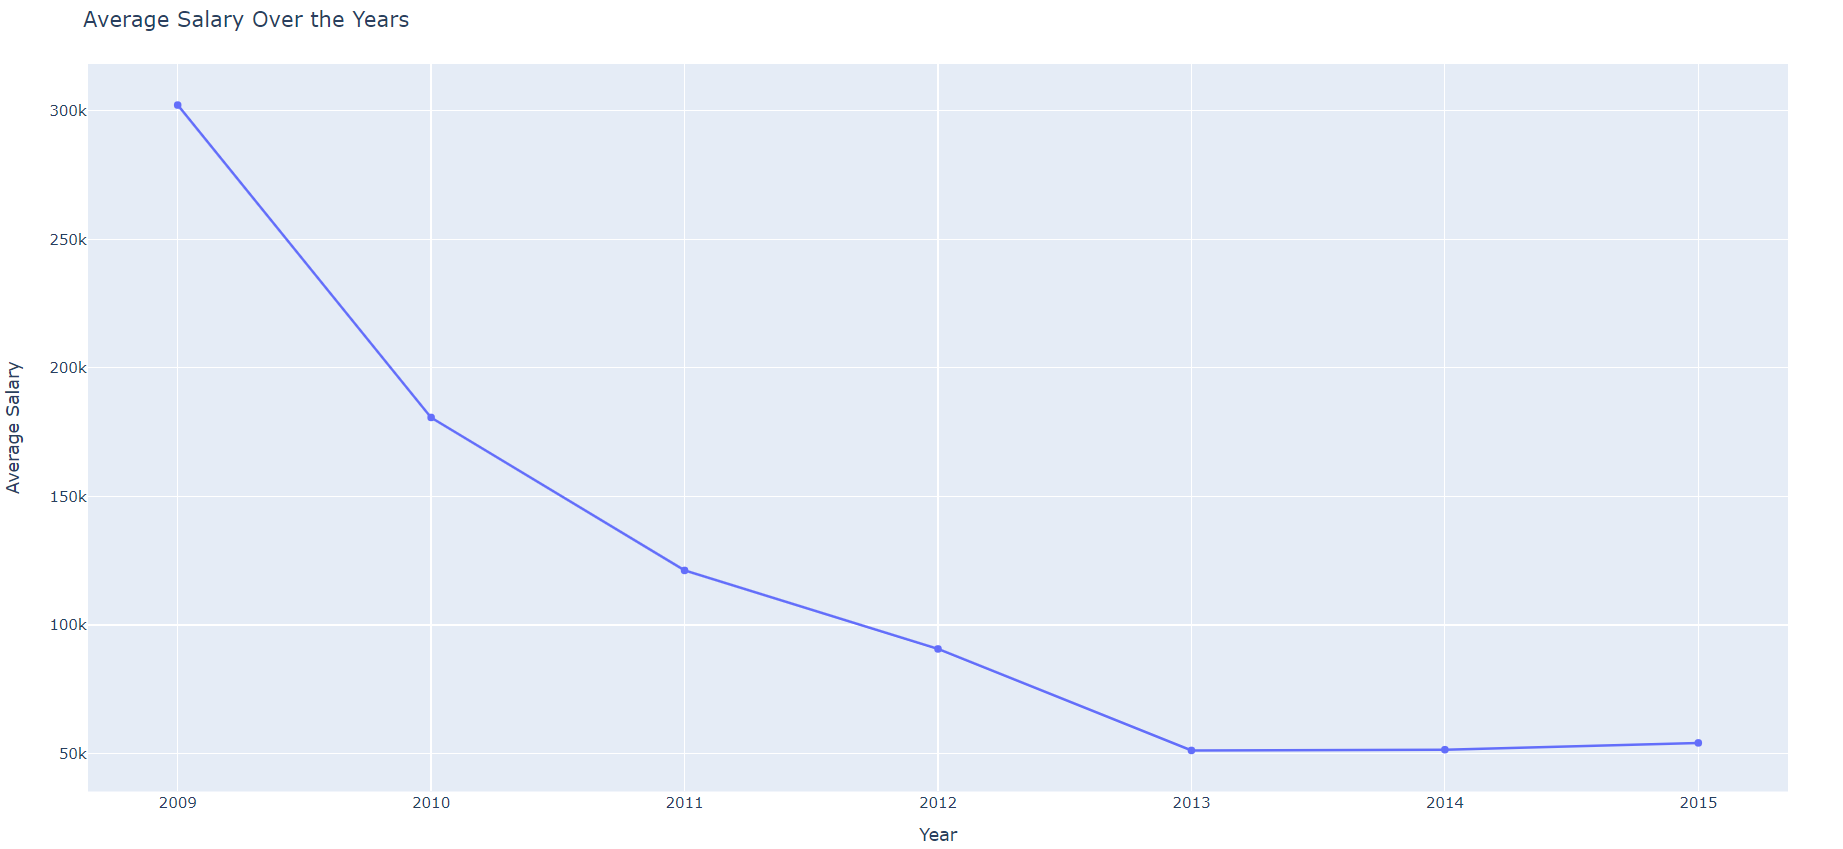 Average Salary Over the Years
300k
250k
200k
150k
100k
50k
Average Salary
2009 2010 2011 2012 2013 2014 2015
Year